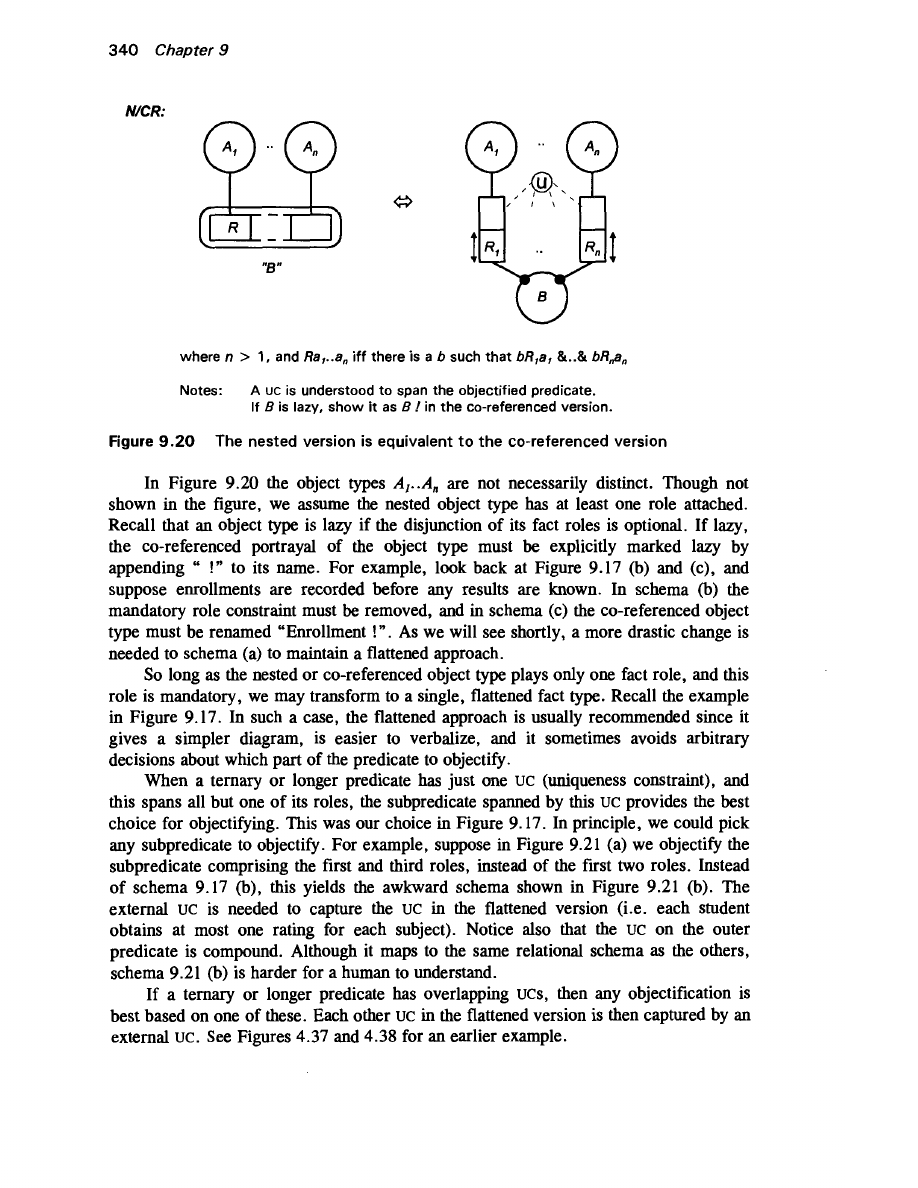 340 Chapter 9
N/CR:
A1 .. An
A1 .. An
U
⇔
R
R1 .. Rn
"B"
B
where n > 1, and Ra1..an iff there is a b such that bR1a1 &..& bRnan
Notes: A UC is understood to span the objectified predicate.
If B is lazy, show it as B ! in the co-referenced version.
Figure 9.20 The nested version is equivalent to the co-referenced version
In Figure 9.20 the object types A1..An are not necessarily distinct. Though not
shown in the figure, we assume the nested object type has at least one role attached.
Recall that an object type is lazy if the disjunction of its fact roles is optional. If lazy,
the co-referenced portrayal of the object type must be explicitly marked lazy by
appending “ !” to its name. For example, look back at Figure 9.17 (b) and (c), and
suppose enrollments are recorded before any results are known. In schema (b) the
mandatory role constraint must be removed, and in schema (c) the co-referenced object
type must be renamed “Enrollment !”. As we will see shortly, a more drastic change is
needed to schema (a) to maintain a flattened approach.
So long as the nested or co-referenced object type plays only one fact role, and this
role is mandatory, we may transform to a single, flattened fact type. Recall the example
in Figure 9.17. In such a case, the flattened approach is usually recommended since it
gives a simpler diagram, is easier to verbalize, and it sometimes avoids arbitrary
decisions about which part of the predicate to objectify.
When a ternary or longer predicate has just one UC (uniqueness constraint), and
this spans all but one of its roles, the subpredicate spanned by this UC provides the best
choice for objectifying. This was our choice in Figure 9.17. In principle, we could pick
any subpredicate to objectify. For example, suppose in Figure 9.21 (a) we objectify the
subpredicate comprising the first and third roles, instead of the first two roles. Instead
of schema 9.17 (b), this yields the awkward schema shown in Figure 9.21 (b). The
external UC is needed to capture the UC in the flattened version (i.e. each student
obtains at most one rating for each subject). Notice also that the UC on the outer
predicate is compound. Although it maps to the same relational schema as the others,
schema 9.21 (b) is harder for a human to understand.
If a ternary or longer predicate has overlapping UCs, then any objectification is
best based on one of these. Each other UC in the flattened version is then captured by an
external UC. See Figures 4.37 and 4.38 for an earlier example.